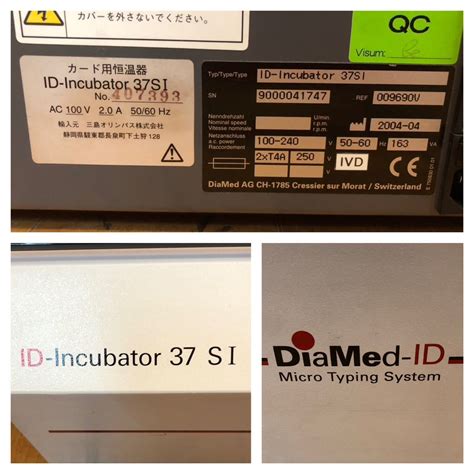 カバーを外さないでください。
QC
Visum:
カード用恒温器
ID-Incubator 37SI
No. 407393
AC 100 V 2.0 A 50/60 Hz
輸入元 三島オリンパス株式会社
静岡県駿東郡長泉町下土狩 128
Typ/Type/Type ID-Incubator 37SI
SN 9000041747 REF 009690V
Nenndrehzahl r.p.m.
Nominal speed r.p.m.
Vitesse nominale r.p.m.
2004-04
Netzanschluss
a.c. power
Raccordement
100-240 V 50-60 Hz 163 VA
2xT4A 250 V IVD
DiaMed AG CH-1785 Cressier sur Morat / Switzerland
ID-Incubator 37 SI
DiaMed-ID
Micro Typing System